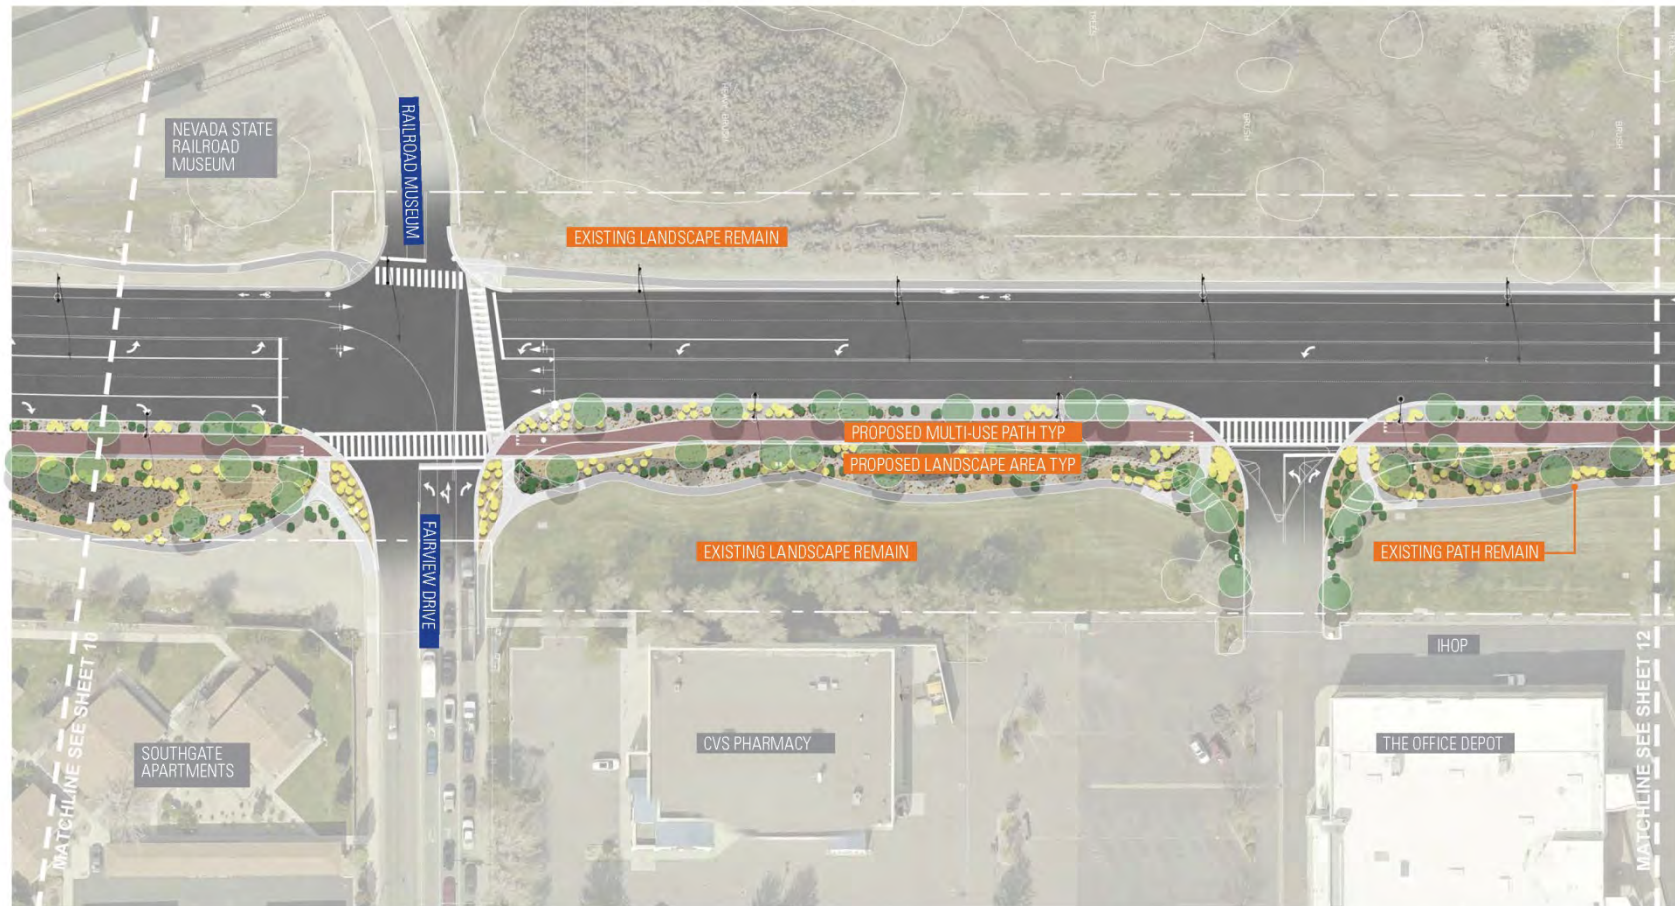 NEVADA STATE
RAILROAD
MUSEUM
RAILROAD MUSEUM
BRUSH
BRUSH
EXISTING LANDSCAPE REMAIN
PROPOSED MULTI-USE PATH TYP
PROPOSED LANDSCAPE AREA TYP
EXISTING LANDSCAPE REMAIN
EXISTING PATH REMAIN
FAIRVIEW DRIVE
MATCHLINE SEE SHEET 10
SOUTHGATE
APARTMENTS
CVS PHARMACY
IHOP
THE OFFICE DEPOT
MATCHLINE SEE SHEET 12